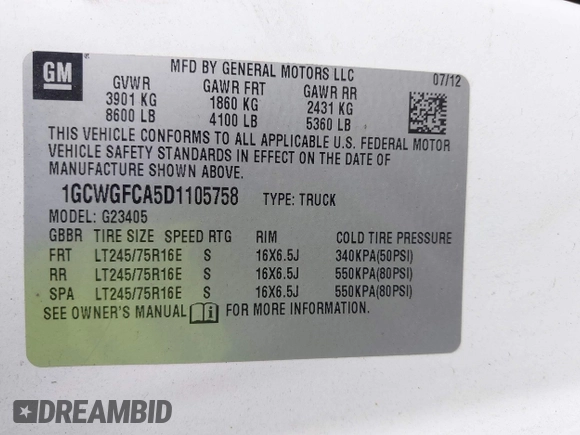 GM
MFD BY GENERAL MOTORS LLC 07/12
GVWR GAWR FRT GAWR RR
3901 KG 1860 KG 2431 KG
8600 LB 4100 LB 5360 LB
THIS VEHICLE CONFORMS TO ALL APPLICABLE U.S. FEDERAL MOTOR
VEHICLE SAFETY STANDARDS IN EFFECT ON THE DATE OF
MANUFACTURE SHOWN ABOVE.
1GCWGFCA5D1105758 TYPE: TRUCK
MODEL: G23405
GBBR TIRE SIZE SPEED RTG RIM COLD TIRE PRESSURE
FRT LT245/75R16E S 16X6.5J 340KPA(50PSI)
RR LT245/75R16E S 16X6.5J 550KPA(80PSI)
SPA LT245/75R16E S 16X6.5J 550KPA(80PSI)
SEE OWNER'S MANUAL FOR MORE INFORMATION.
DREAMBID